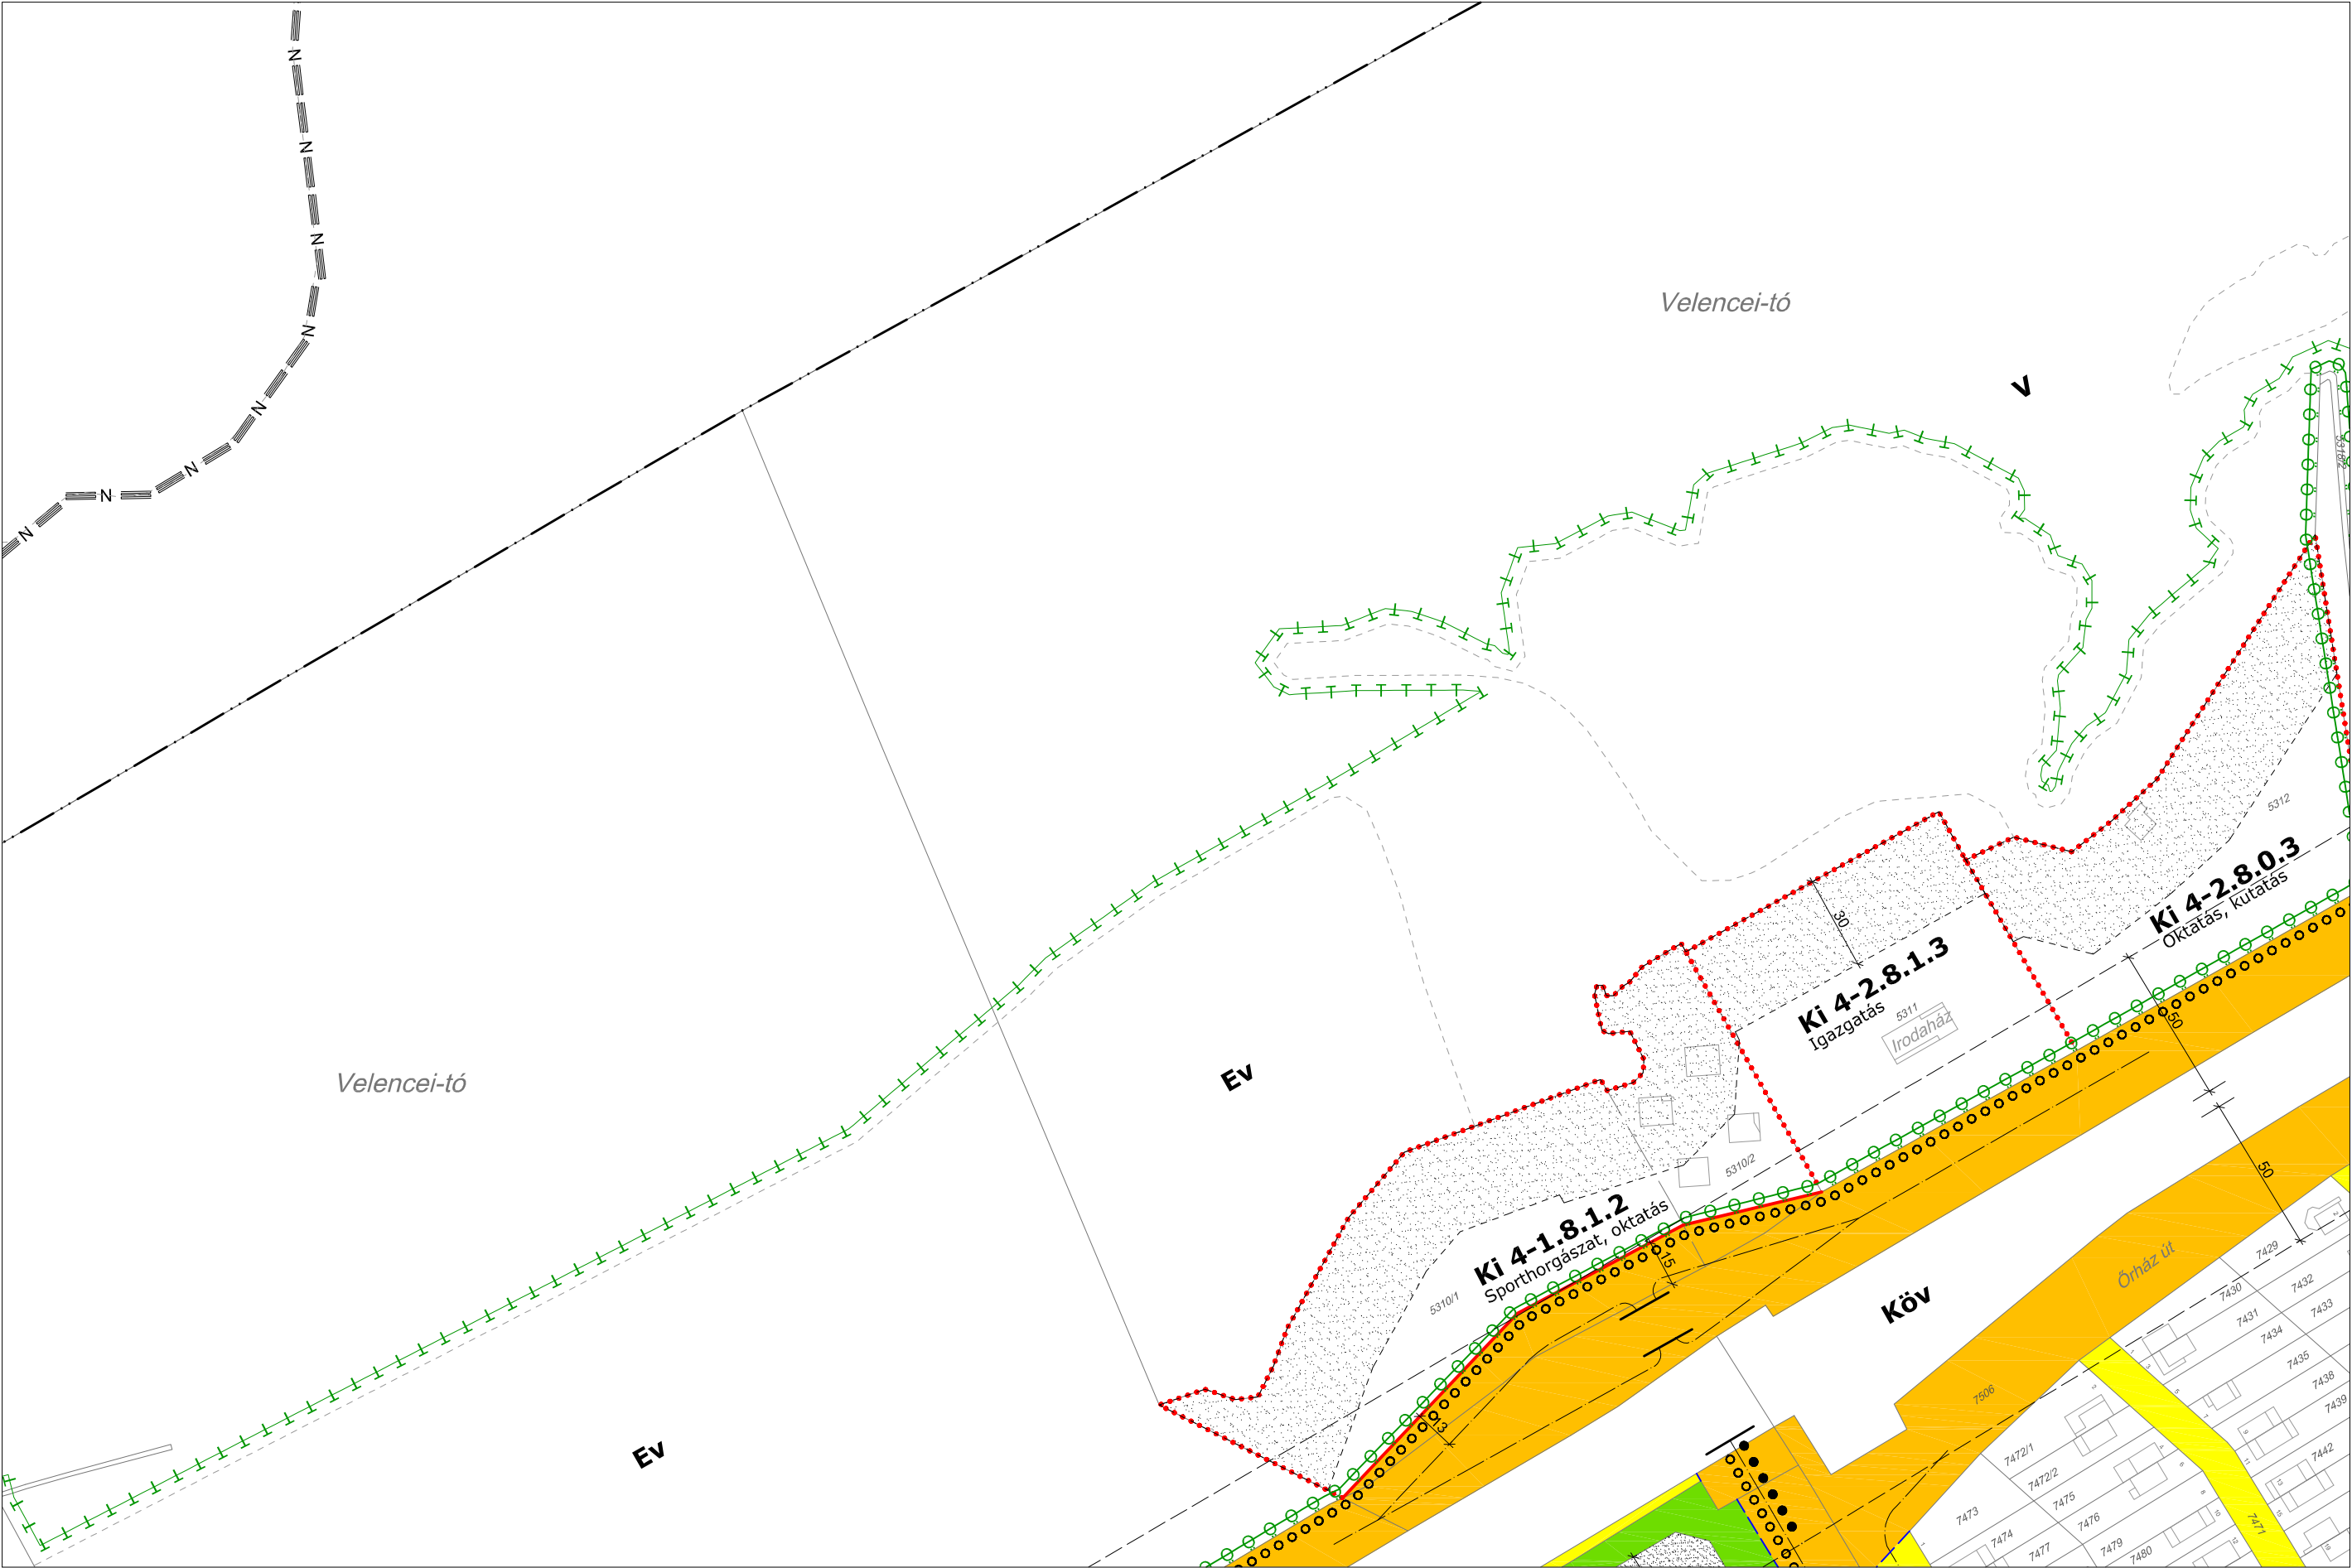 N
N
N
N
N
N
N
N
Velencei-tó
V
5318/2
5312
Ki 4-2.8.0.3
Oktatás, kutatás
30
Ki 4-2.8.1.3
Igazgatás
5311
Irodaház
50
Velencei-tó
Ev
50
5310/2
Ki 4-1.8.1.2
Sporthorgászat, oktatás
5310/1
15
Köv
Őrház út
7429
7430
7432
7431
7433
7434
7435
7438
7439
7442
7506
13
Ev
7472/1
7472/2
7473
7475
7474
7476
7477
7479
7480
7471